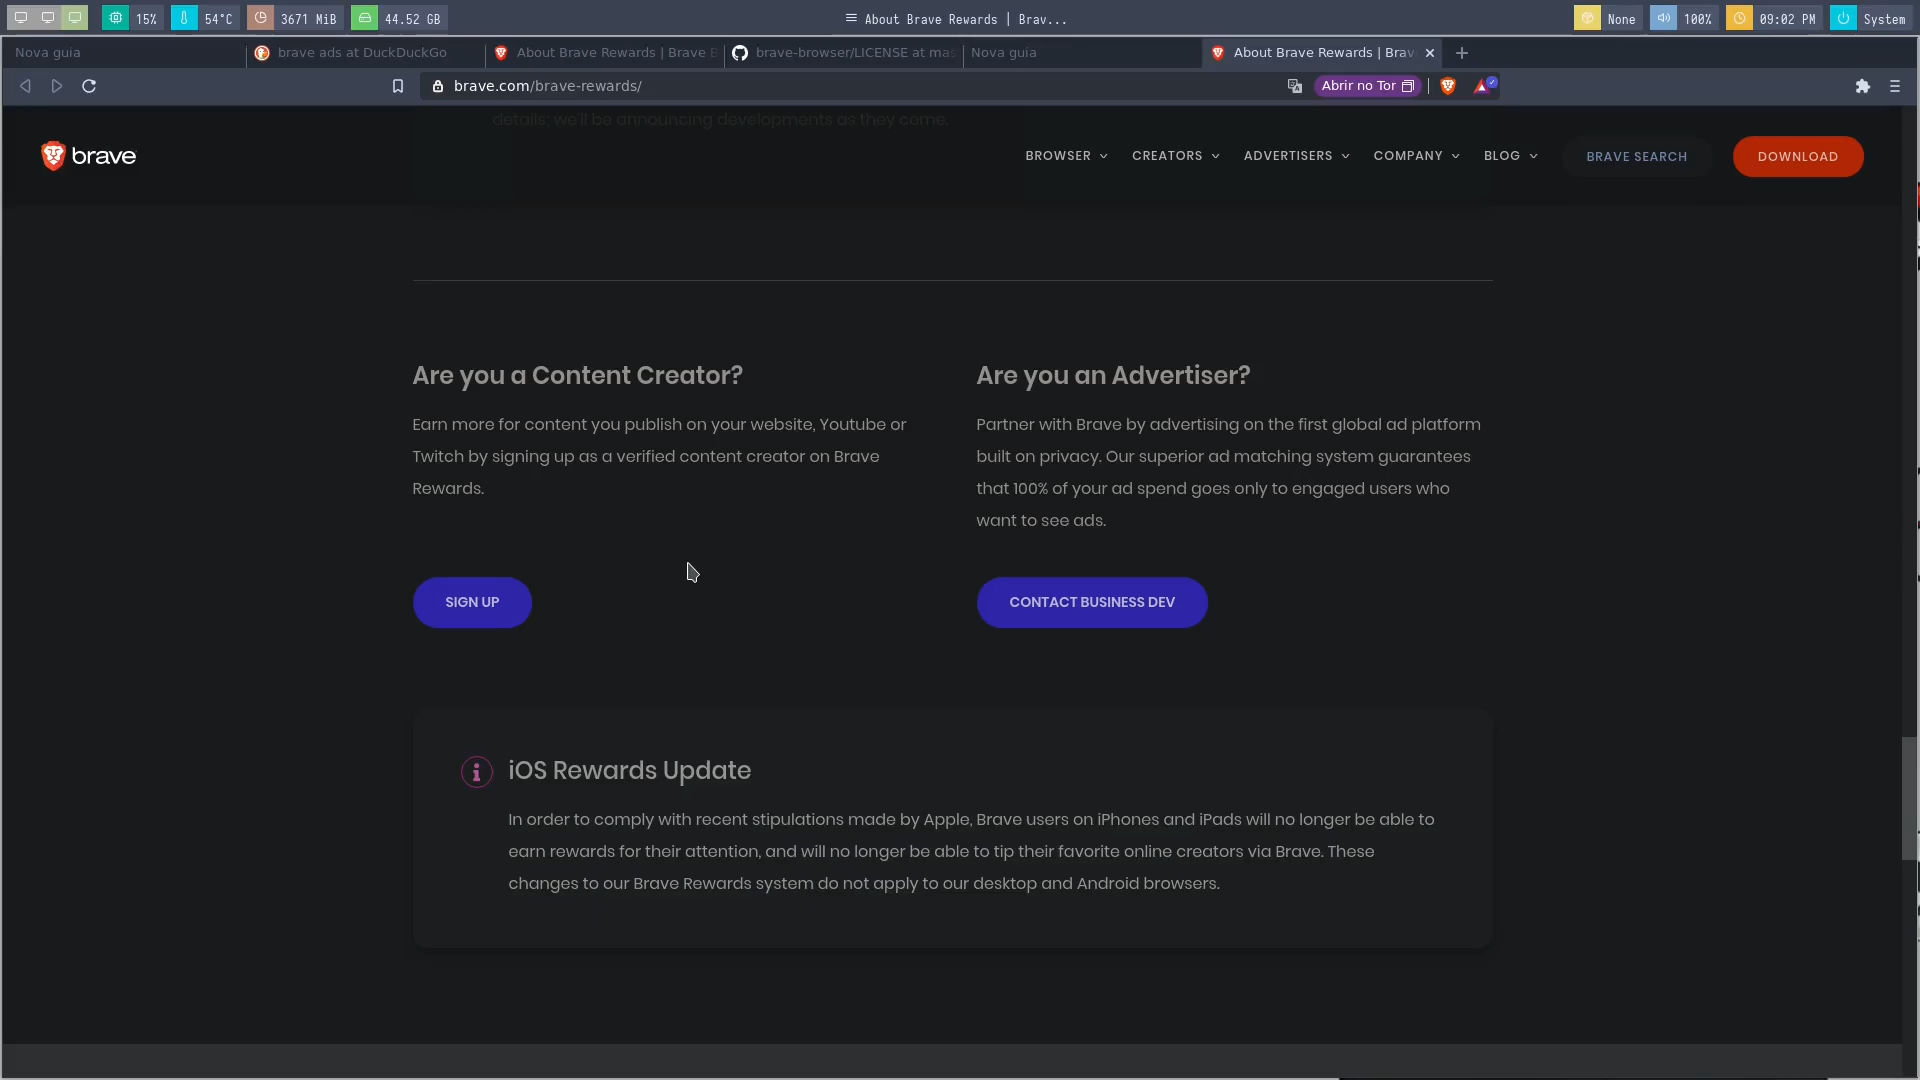 15%
54°C
3671 MiB
44.52 GB
About Brave Rewards | Brav...
None
100%
09:02 PM
System
Nova guia
brave ads at DuckDuckGo
About Brave Rewards | Brave B
brave-browser/LICENSE at mas
Nova guia
About Brave Rewards | Brav
brave.com/brave-rewards/
Abrir no Tor
details; we'll be announcing developments as they come.
brave
BROWSER
CREATORS
ADVERTISERS
COMPANY
BLOG
BRAVE SEARCH
DOWNLOAD
Are you a Content Creator?
Earn more for content you publish on your website, Youtube or
Twitch by signing up as a verified content creator on Brave
Rewards.
SIGN UP
Are you an Advertiser?
Partner with Brave by advertising on the first global ad platform
built on privacy. Our superior ad matching system guarantees
that 100% of your ad spend goes only to engaged users who
want to see ads.
CONTACT BUSINESS DEV
iOS Rewards Update
In order to comply with recent stipulations made by Apple, Brave users on iPhones and iPads will no longer be able to
earn rewards for their attention, and will no longer be able to tip their favorite online creators via Brave. These
changes to our Brave Rewards system do not apply to our desktop and Android browsers.